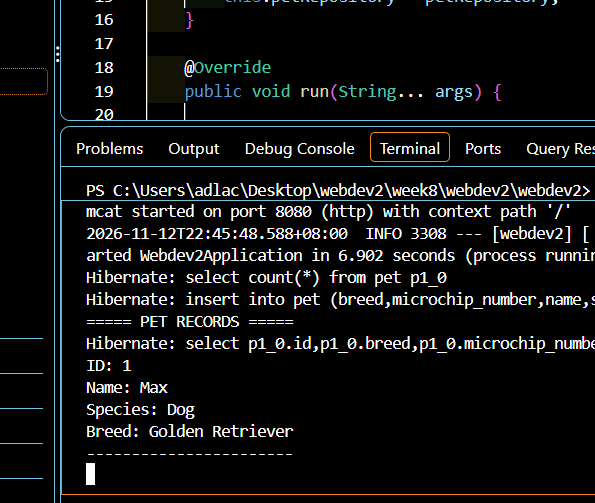 16 }
17
18 @Override
19 public void run(String... args) {
20
Problems Output Debug Console Terminal Ports Query Res
PS C:\Users\adlac\Desktop\webdev2\week8\webdev2\webdev2>
mcat started on port 8080 (http) with context path '/'
2026-11-12T22:45:48.588+08:00  INFO 3308 --- [webdev2] [
arted Webdev2Application in 6.902 seconds (process runnin
Hibernate: select count(*) from pet p1_0
Hibernate: insert into pet (breed,microchip_number,name,s
===== PET RECORDS =====
Hibernate: select p1_0.id,p1_0.breed,p1_0.microchip_numbe
ID: 1
Name: Max
Species: Dog
Breed: Golden Retriever
-----------------------